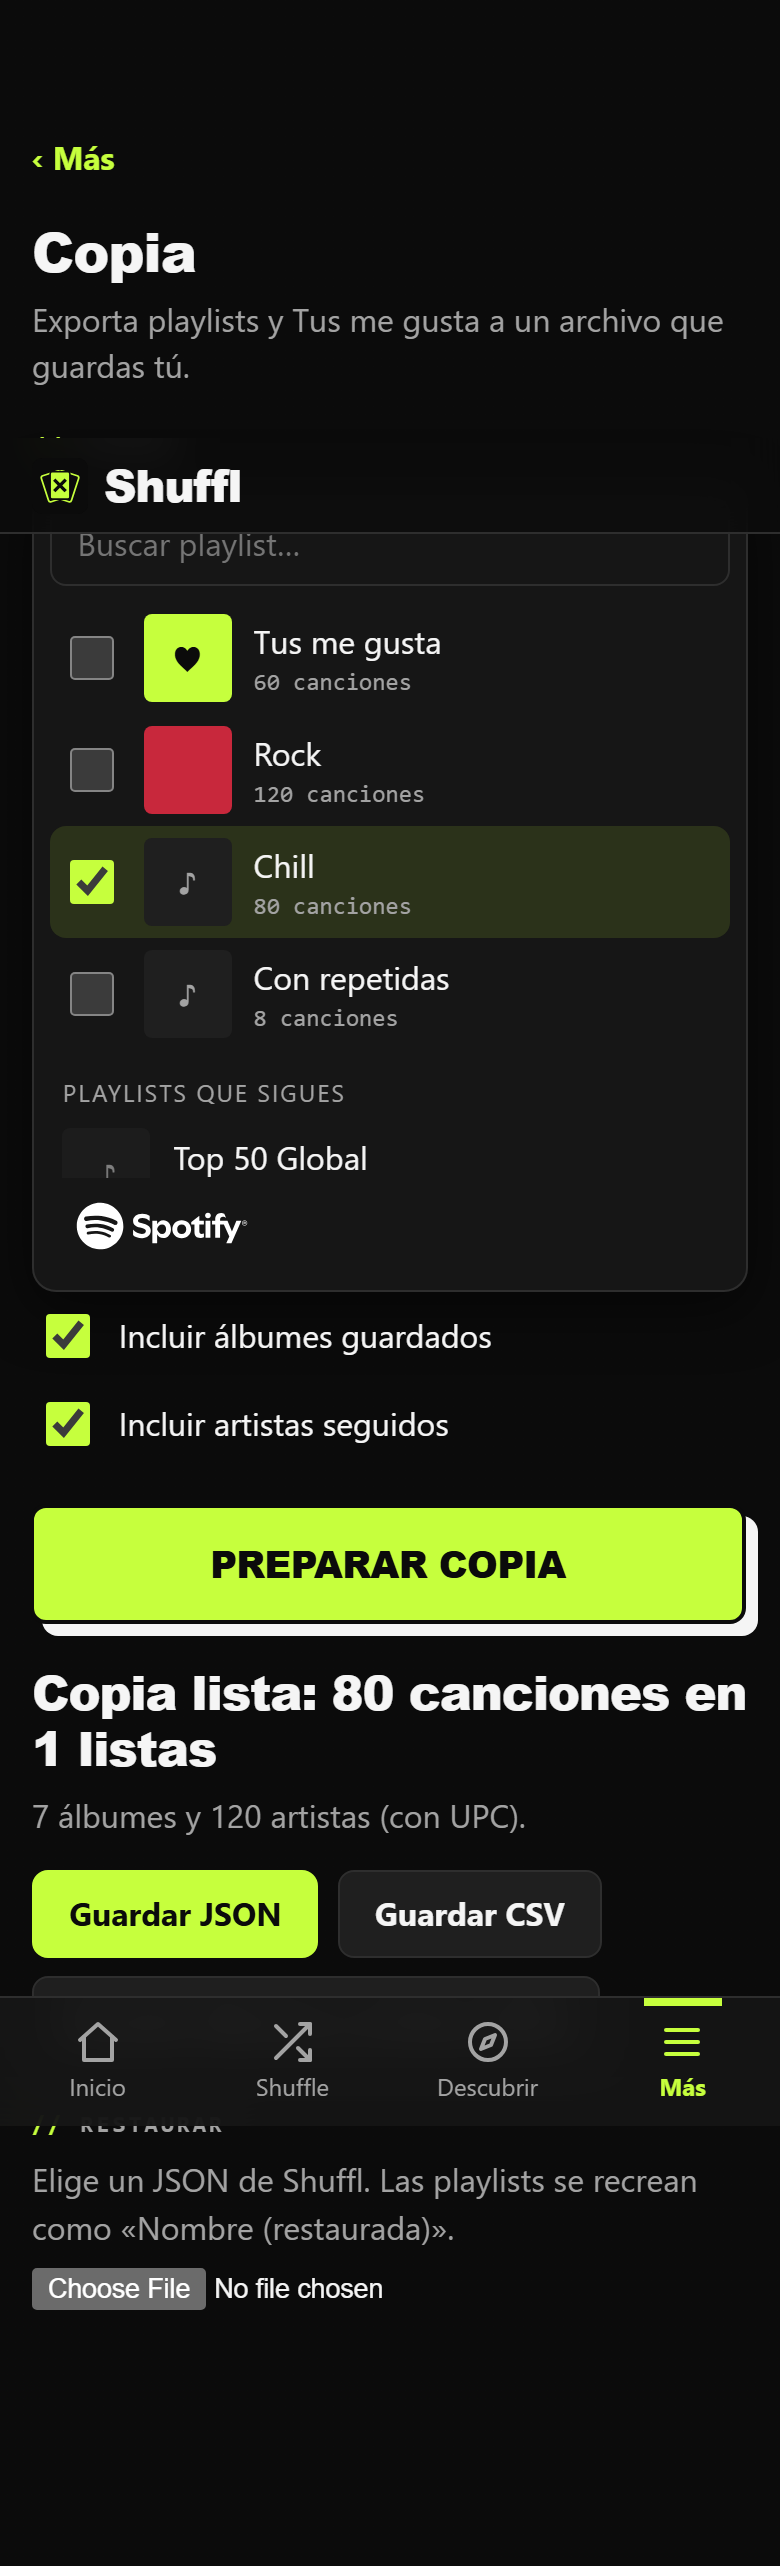 ‹ Más
Copia
Exporta playlists y Tus me gusta a un archivo que
guardas tú.
Shuffl
Buscar playlist...
Tus me gusta
60 canciones
Rock
120 canciones
Chill
80 canciones
Con repetidas
8 canciones
PLAYLISTS QUE SIGUES
Top 50 Global
Spotify®
Incluir álbumes guardados
Incluir artistas seguidos
PREPARAR COPIA
Copia lista: 80 canciones en
1 listas
7 álbumes y 120 artistas (con UPC).
Guardar JSON
Guardar CSV
Inicio
Shuffle
Descubrir
Más
// RESTAURAR
Elige un JSON de Shuffl. Las playlists se recrean
como «Nombre (restaurada)».
Choose File No file chosen